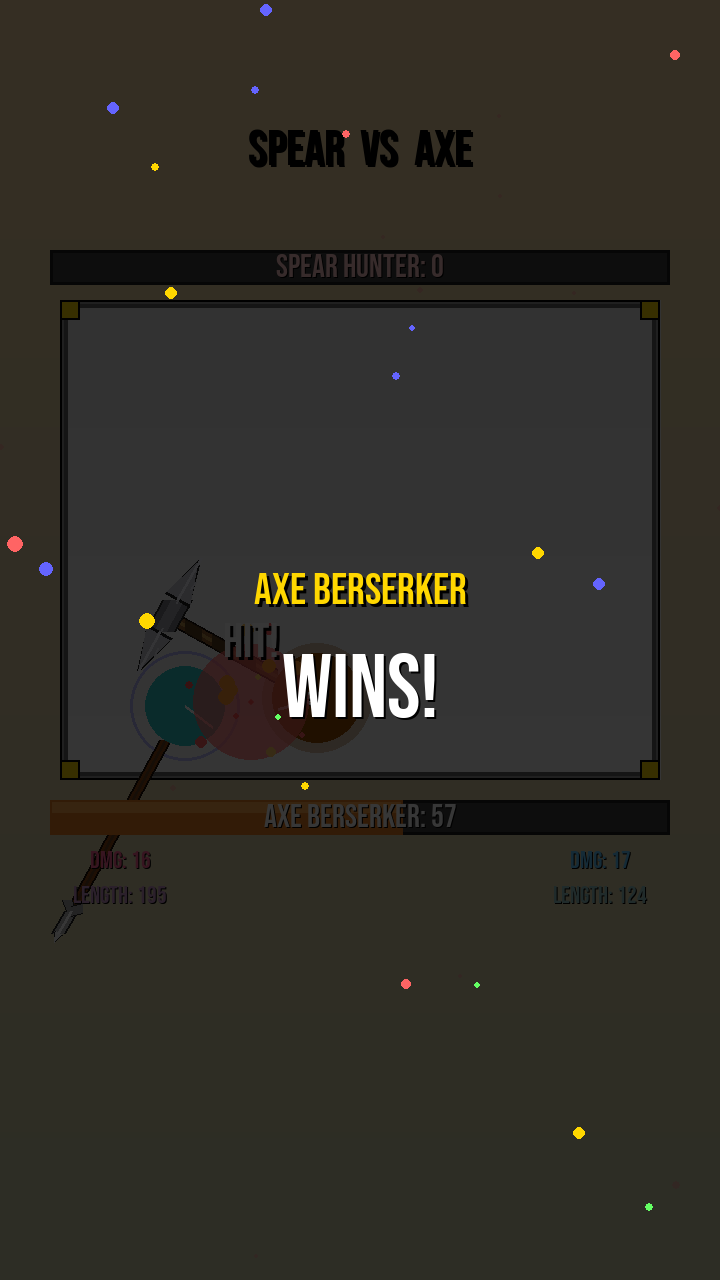 SPEAR VS AXE
SPEAR HUNTER: 0
AXE BERSERKER
HIT!
WINS!
AXE BERSERKER: 57
DMG: 16
DMG: 17
LENGTH: 195
LENGTH: 124